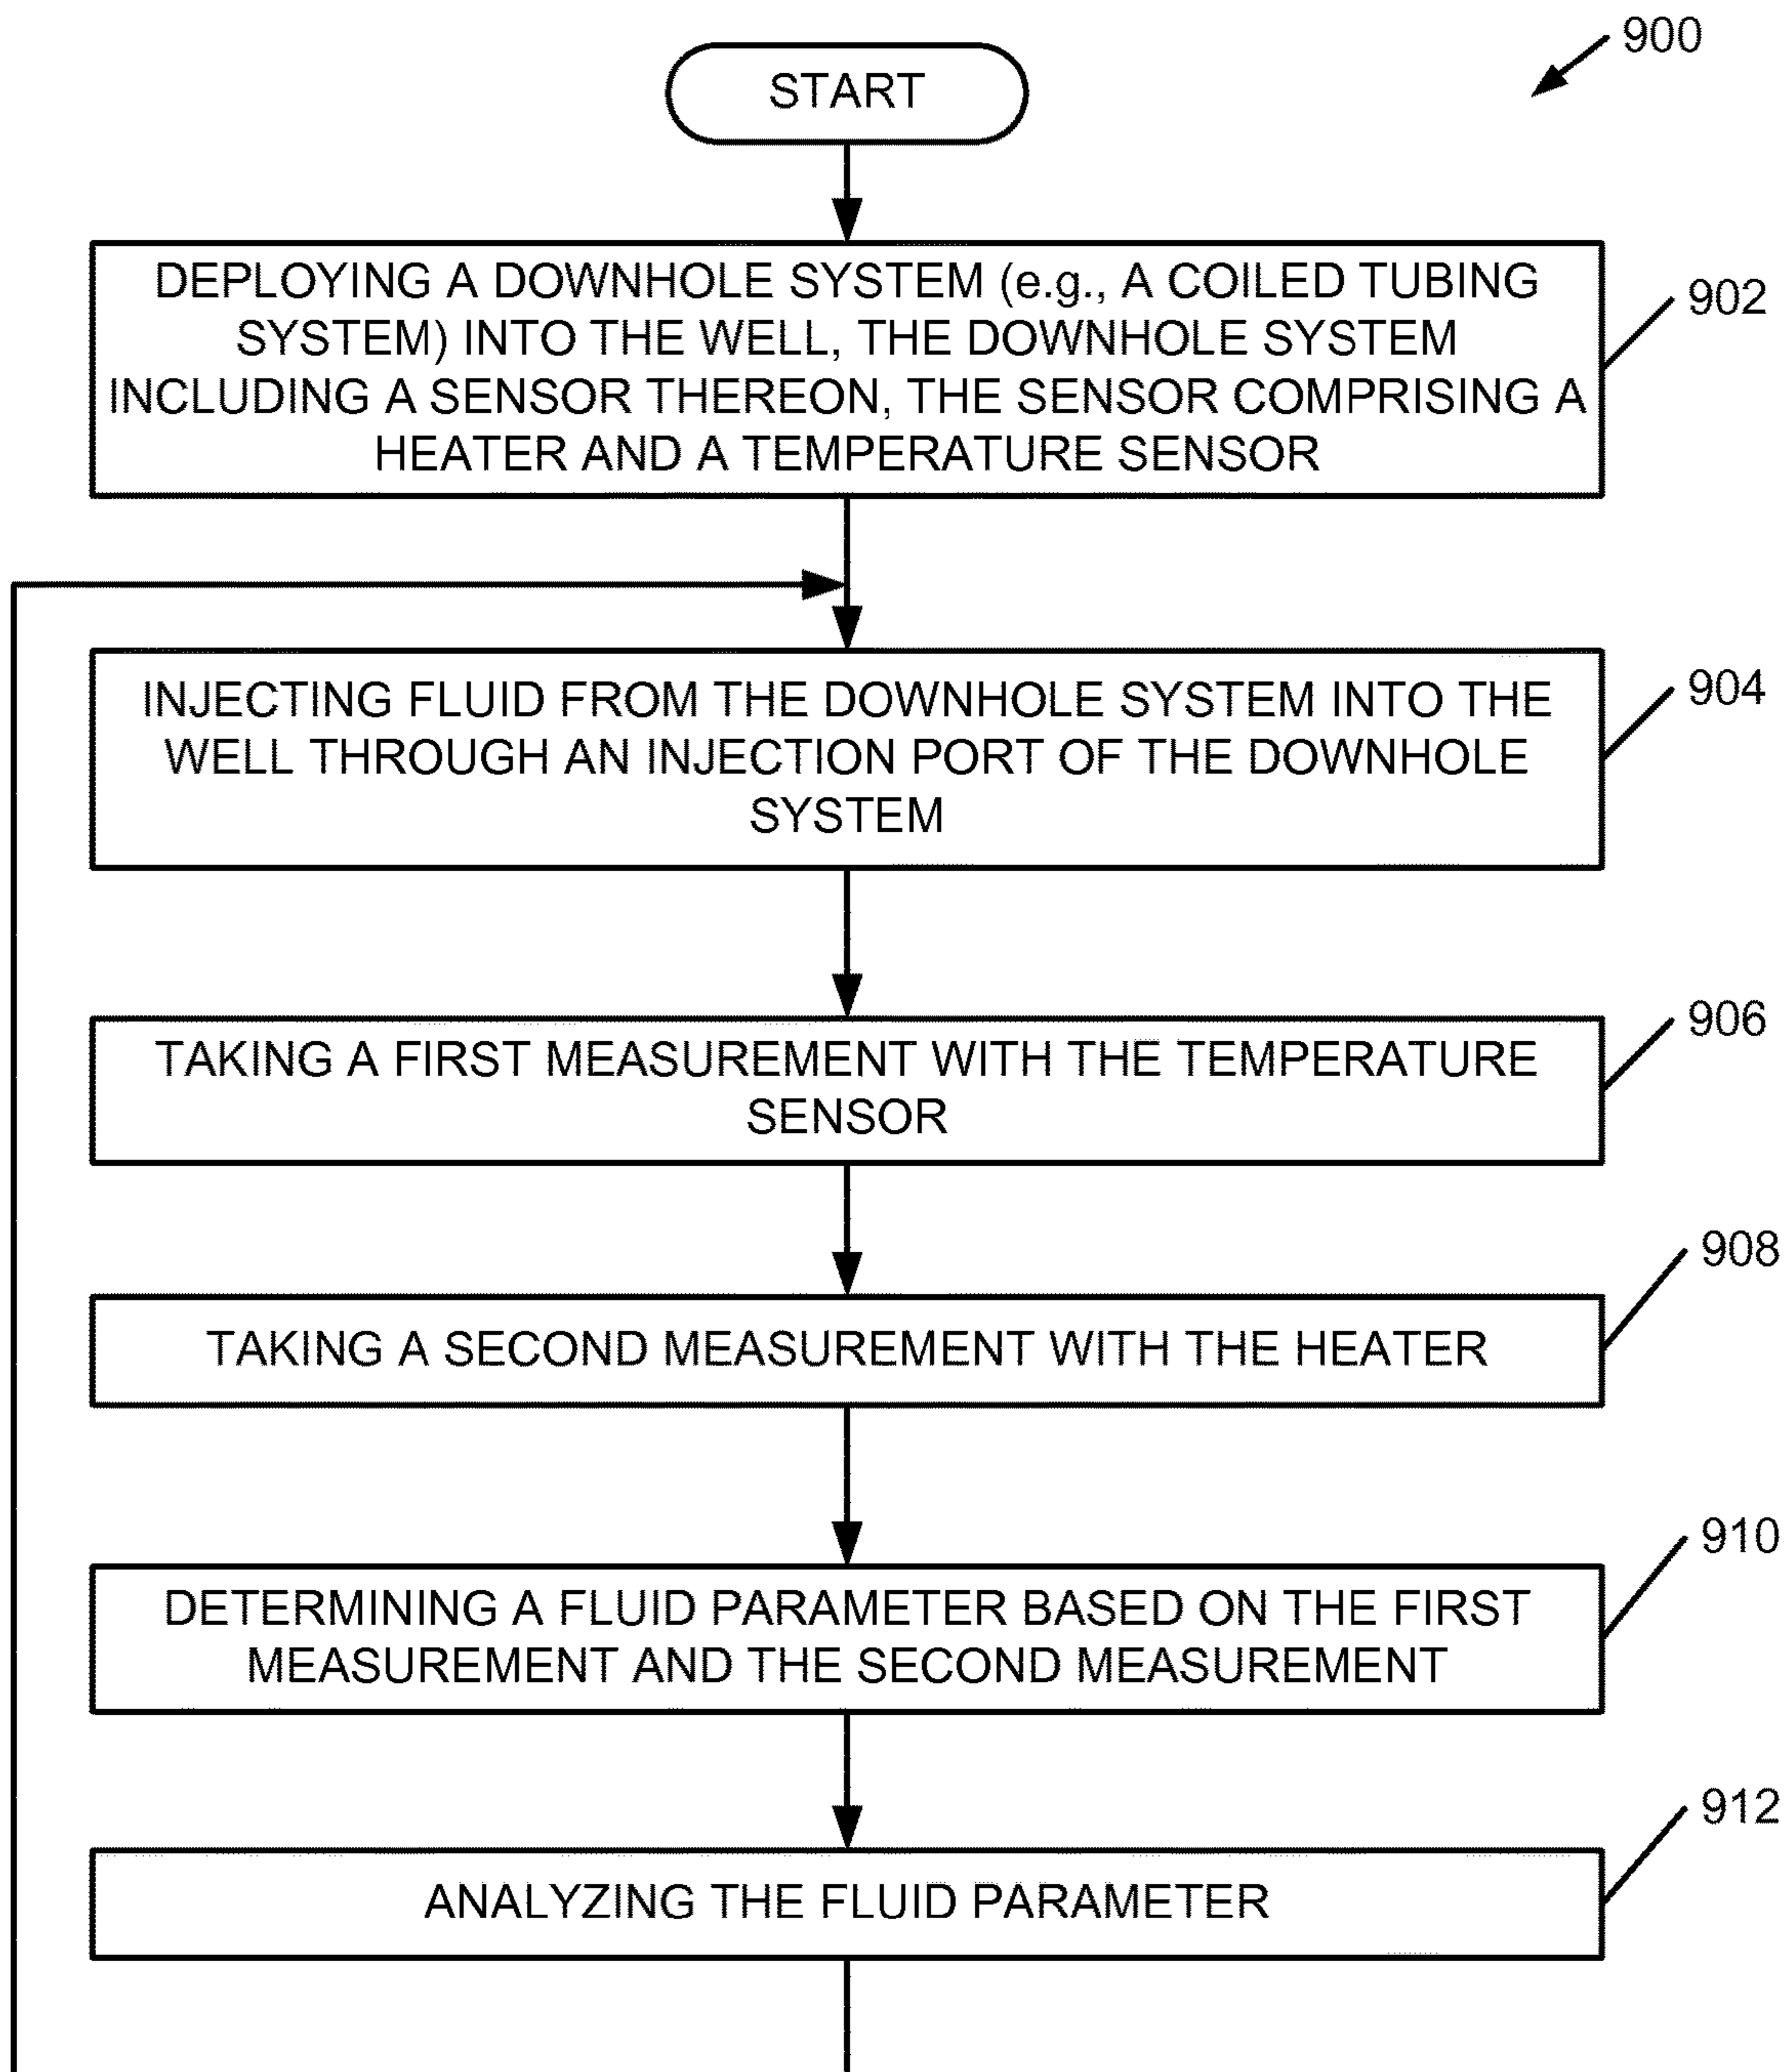 900
START
DEPLOYING A DOWNHOLE SYSTEM (e.g., A COILED TUBING
SYSTEM) INTO THE WELL, THE DOWNHOLE SYSTEM
INCLUDING A SENSOR THEREON, THE SENSOR COMPRISING A
HEATER AND A TEMPERATURE SENSOR
902
INJECTING FLUID FROM THE DOWNHOLE SYSTEM INTO THE
WELL THROUGH AN INJECTION PORT OF THE DOWNHOLE
SYSTEM
904
TAKING A FIRST MEASUREMENT WITH THE TEMPERATURE
SENSOR
906
TAKING A SECOND MEASUREMENT WITH THE HEATER
908
DETERMINING A FLUID PARAMETER BASED ON THE FIRST
MEASUREMENT AND THE SECOND MEASUREMENT
910
ANALYZING THE FLUID PARAMETER
912